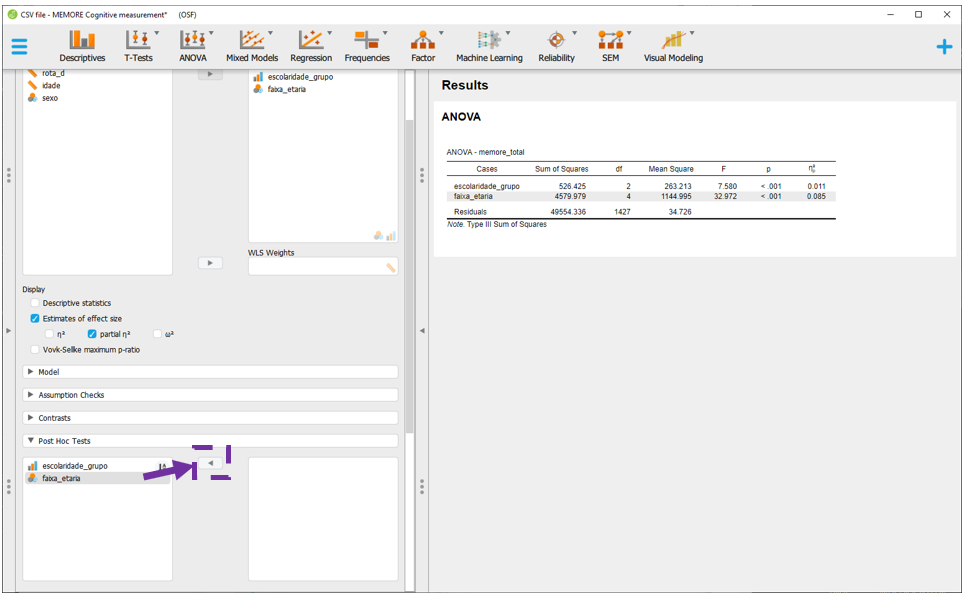 CSV file - MEMORE Cognitive measurement* (OSF)
Descriptives T-Tests ANOVA Mixed Models Regression Frequencies Factor Machine Learning Reliability SEM Visual Modeling
rota_d
idade
sexo
escolaridade_grupo
faixa_etaria
WLS Weights
Display
Descriptive statistics
Estimates of effect size
η² partial η² ω²
Vovk-Sellke maximum p-ratio
Model
Assumption Checks
Contrasts
Post Hoc Tests
escolaridade_grupo
faixa_etaria
Results
ANOVA
ANOVA - memore_total
Cases Sum of Squares df Mean Square F p η²p
escolaridade_grupo 526.425 2 263.213 7.580 < .001 0.011
faixa_etaria 4579.979 4 1144.995 32.972 < .001 0.085
Residuals 49554.336 1427 34.726
Note. Type III Sum of Squares